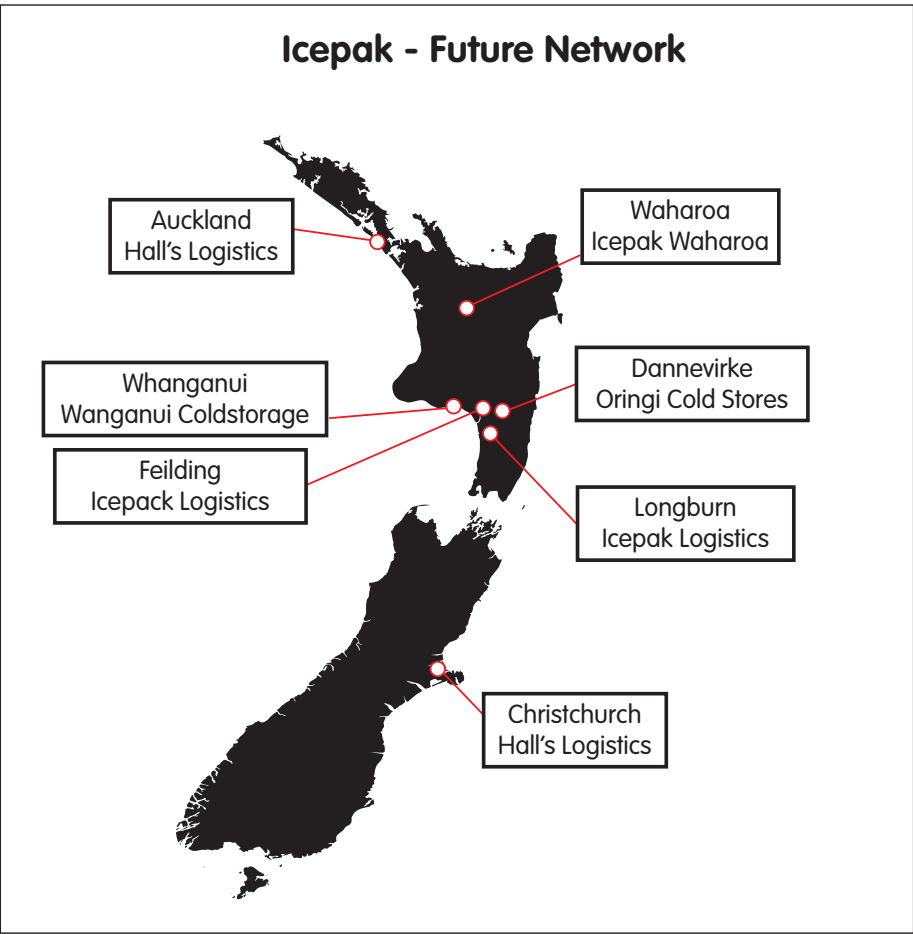 Icepak - Future Network
Auckland
Hall's Logistics
Waharoa
Icepak Waharoa
Whanganui
Wanganui Coldstorage
Dannevirke
Oringi Cold Stores
Feilding
Icepack Logistics
Longburn
Icepak Logistics
Christchurch
Hall's Logistics